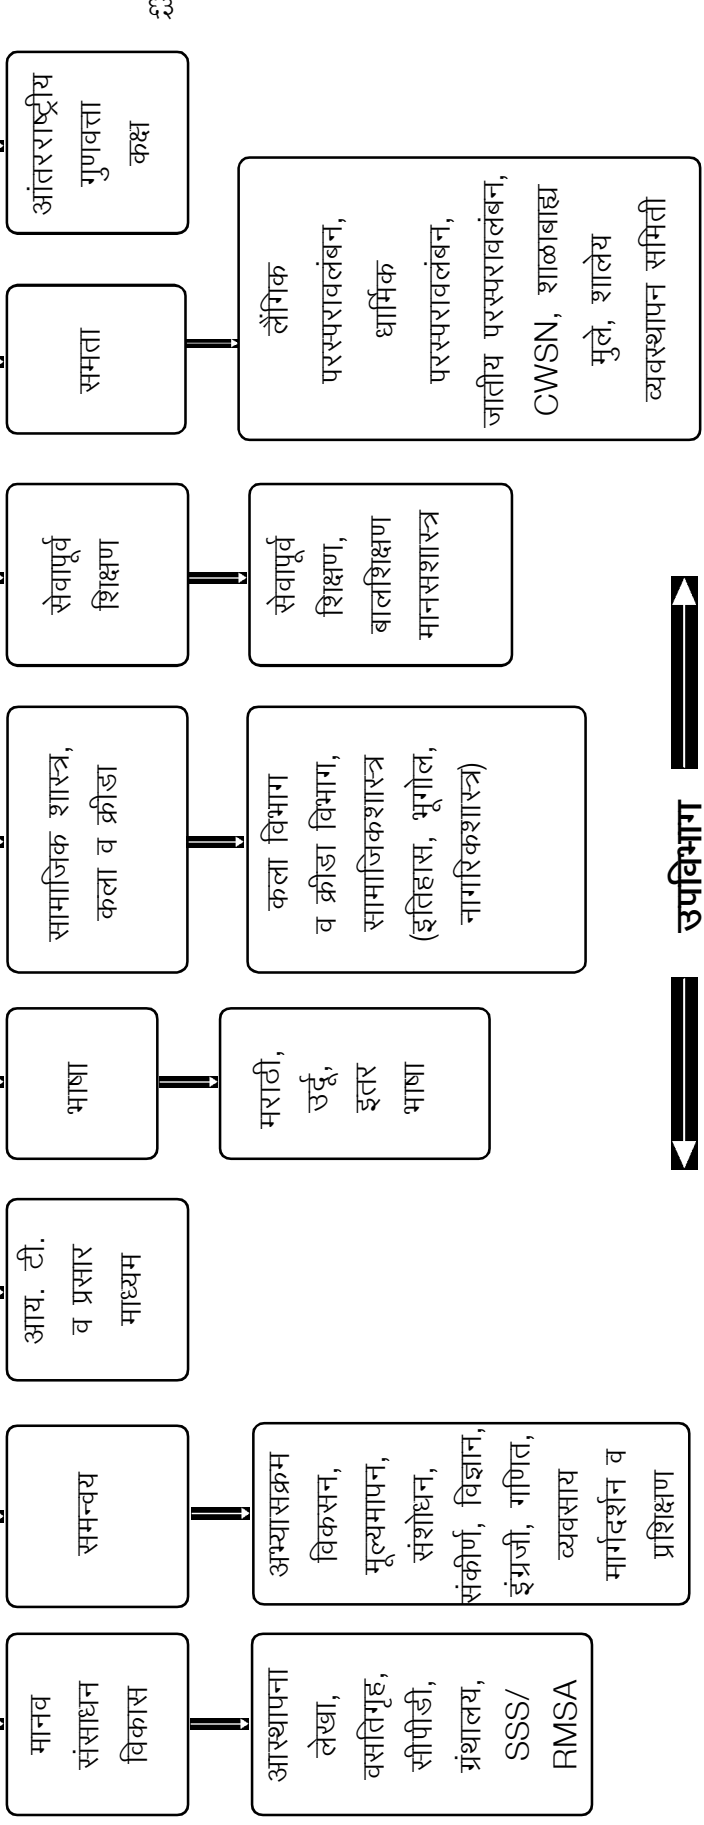 मानव
संसाधन
विकास
समन्वय
आय. टी.
व प्रसार
माध्यम
भाषा
सामाजिक शास्त्र,
कला व क्रीडा
सेवापूर्व
शिक्षण
समता
आंतरराष्ट्रीय
गुणवत्ता
कक्ष
आस्थापना
लेखा,
वसतिगृह,
सीपीडी,
ग्रंथालय,
SSS/
RMSA
अभ्यासक्रम
विकसन,
मूल्यमापन,
संशोधन,
संकीर्ण, विज्ञान,
इंग्रजी, गणित,
व्यवसाय
मार्गदर्शन व
प्रशिक्षण
मराठी,
उर्दू,
इतर
भाषा
कला विभाग
व क्रीडा विभाग,
सामाजिकशास्त्र
(इतिहास, भूगोल,
नागरिकशास्त्र)
सेवापूर्व
शिक्षण,
बालशिक्षण
मानसशास्त्र
लैंगिक
परस्परावलंबन,
धार्मिक
परस्परावलंबन,
जातीय परस्परावलंबन,
CWSN, शाळाबाह्य
मुले, शालेय
व्यवस्थापन समिती
उपविभाग
६३